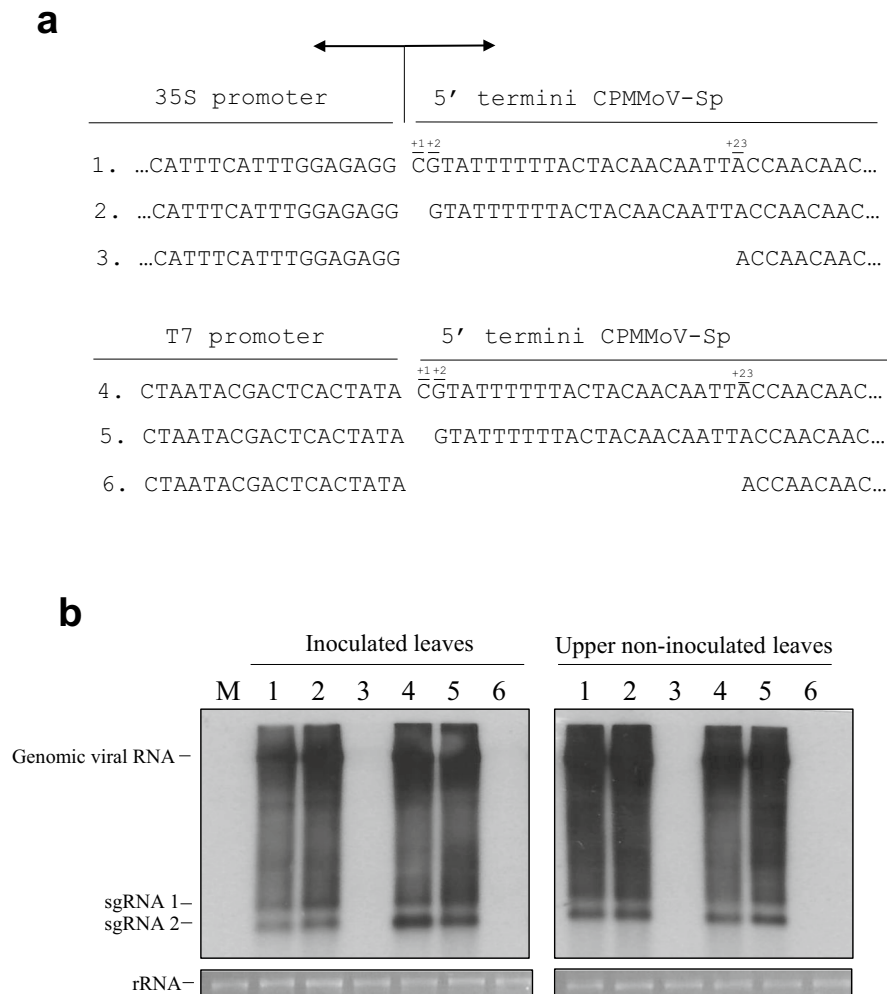 a
35S promoter 5′ termini CPMMoV-Sp
+1 +2 +23
1. …CATTTCATTTGGAGAGG CGTATTTTTTACTACAACAATTACCAACAAC…
2. …CATTTCATTTGGAGAGG GTATTTTTTACTACAACAATTACCAACAAC…
3. …CATTTCATTTGGAGAGG ACCAACAAC…
T7 promoter 5′ termini CPMMoV-Sp
+1 +2 +23
4. CTAATACGACTCACTATA CGTATTTTTTACTACAACAATTACCAACAAC…
5. CTAATACGACTCACTATA GTATTTTTTACTACAACAATTACCAACAAC…
6. CTAATACGACTCACTATA ACCAACAAC…
b
Inoculated leaves Upper non-inoculated leaves
M 1 2 3 4 5 6 1 2 3 4 5 6
Genomic viral RNA
sgRNA 1
sgRNA 2
rRNA